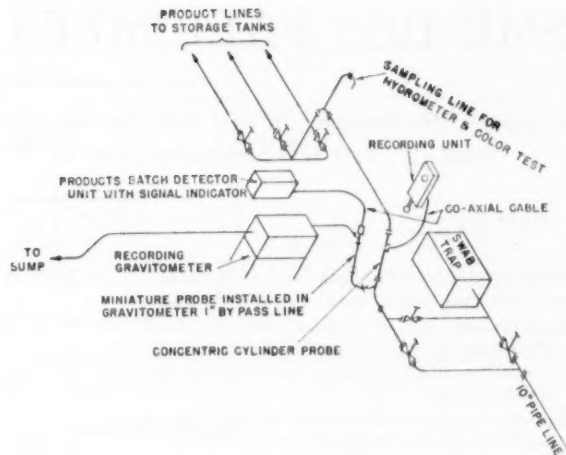 PRODUCT LINES
TO STORAGE TANKS
SAMPLING LINE FOR
HYDROMETER & COLOR TEST
RECORDING UNIT
PRODUCTS BATCH DETECTOR
UNIT WITH SIGNAL INDICATOR
CO-AXIAL CABLE
TO
SUMP
RECORDING
GRAVITOMETER
SWAB
TRAP
MINIATURE PROBE INSTALLED IN
GRAVITOMETER 1" BY PASS LINE
CONCENTRIC CYLINDER PROBE
10" PIPE LINE